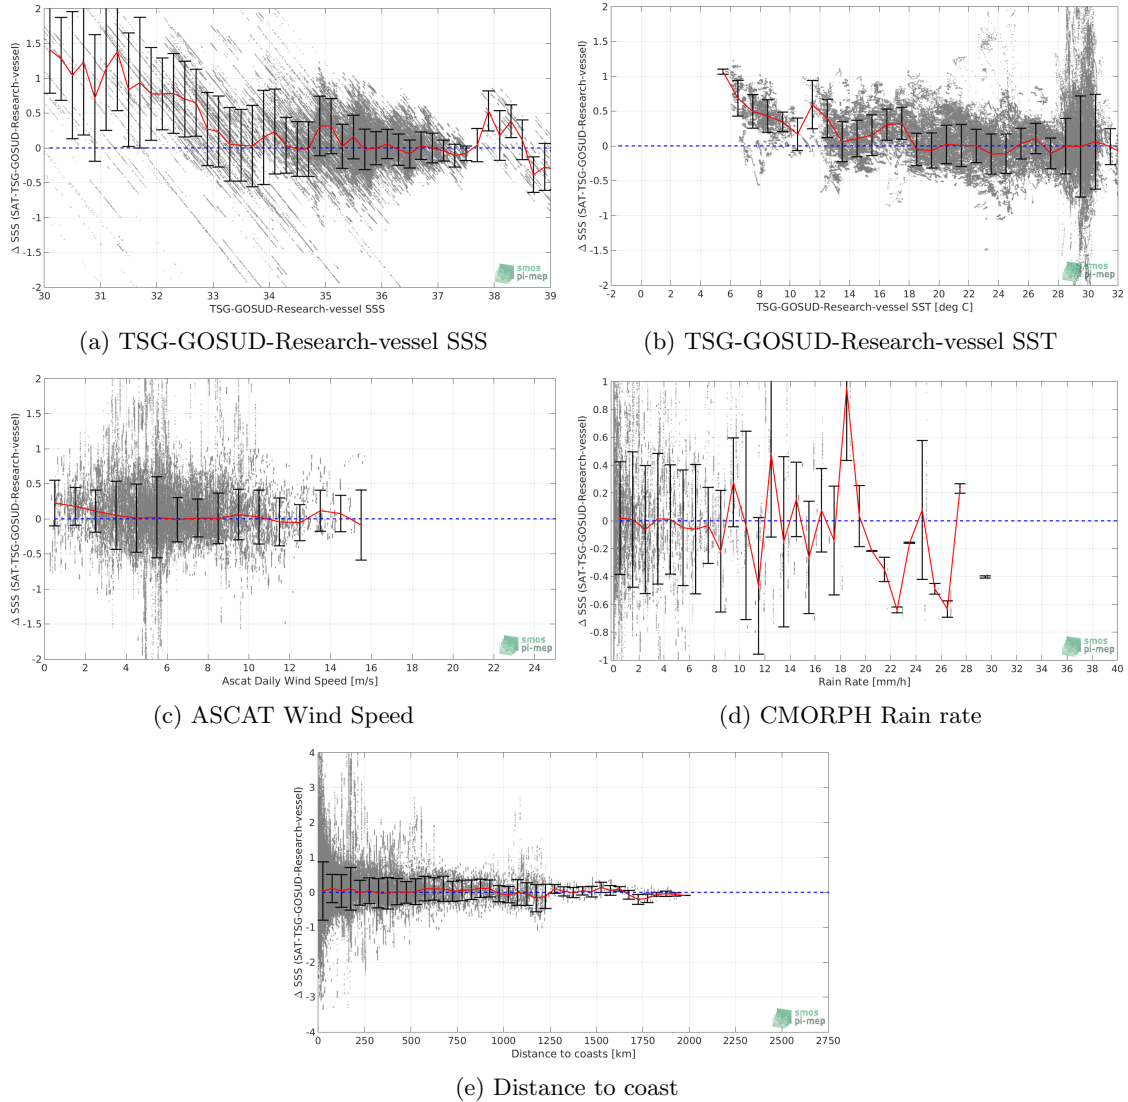 Δ SSS (SAT-TSG-GOSUD-Research-vessel)
2
1.5
1
0.5
0
-0.5
-1
-1.5
-2
30 31 32 33 34 35 36 37 38 39
TSG-GOSUD-Research-vessel SSS
smos
pi-mep
(a) TSG-GOSUD-Research-vessel SSS
Δ SSS (SAT-TSG-GOSUD-Research-vessel)
2
1.5
1
0.5
0
-0.5
-1
-1.5
-2
-2 0 2 4 6 8 10 12 14 16 18 20 22 24 26 28 30 32
TSG-GOSUD-Research-vessel SST [deg C]
smos
pi-mep
(b) TSG-GOSUD-Research-vessel SST
Δ SSS (SAT-TSG-GOSUD-Research-vessel)
2
1.5
1
0.5
0
-0.5
-1
-1.5
-2
0 2 4 6 8 10 12 14 16 18 20 22 24
Ascat Daily Wind Speed [m/s]
smos
pi-mep
(c) ASCAT Wind Speed
Δ SSS (SAT-TSG-GOSUD-Research-vessel)
1
0.8
0.6
0.4
0.2
0
-0.2
-0.4
-0.6
-0.8
-1
0 2 4 6 8 10 12 14 16 18 20 22 24 26 28 30 32 34 36 38 40
Rain Rate [mm/h]
smos
pi-mep
(d) CMORPH Rain rate
Δ SSS (SAT-TSG-GOSUD-Research-vessel)
4
3
2
1
0
-1
-2
-3
-4
0 250 500 750 1000 1250 1500 1750 2000 2250 2500 2750
Distance to coasts [km]
smos
pi-mep
(e) Distance to coast